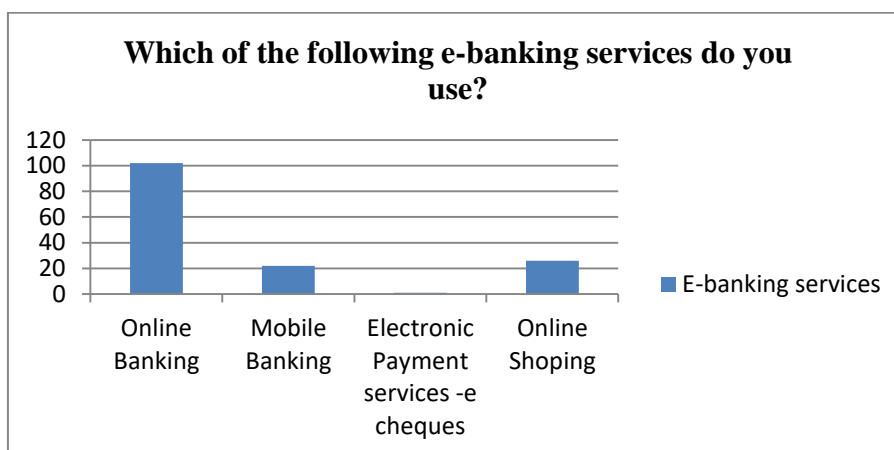 Which of the following e-banking services do you
use?
120
100
80
60
40
20
0
Online
Banking
Mobile
Banking
Electronic
Payment
services -e
cheques
Online
Shoping
E-banking services